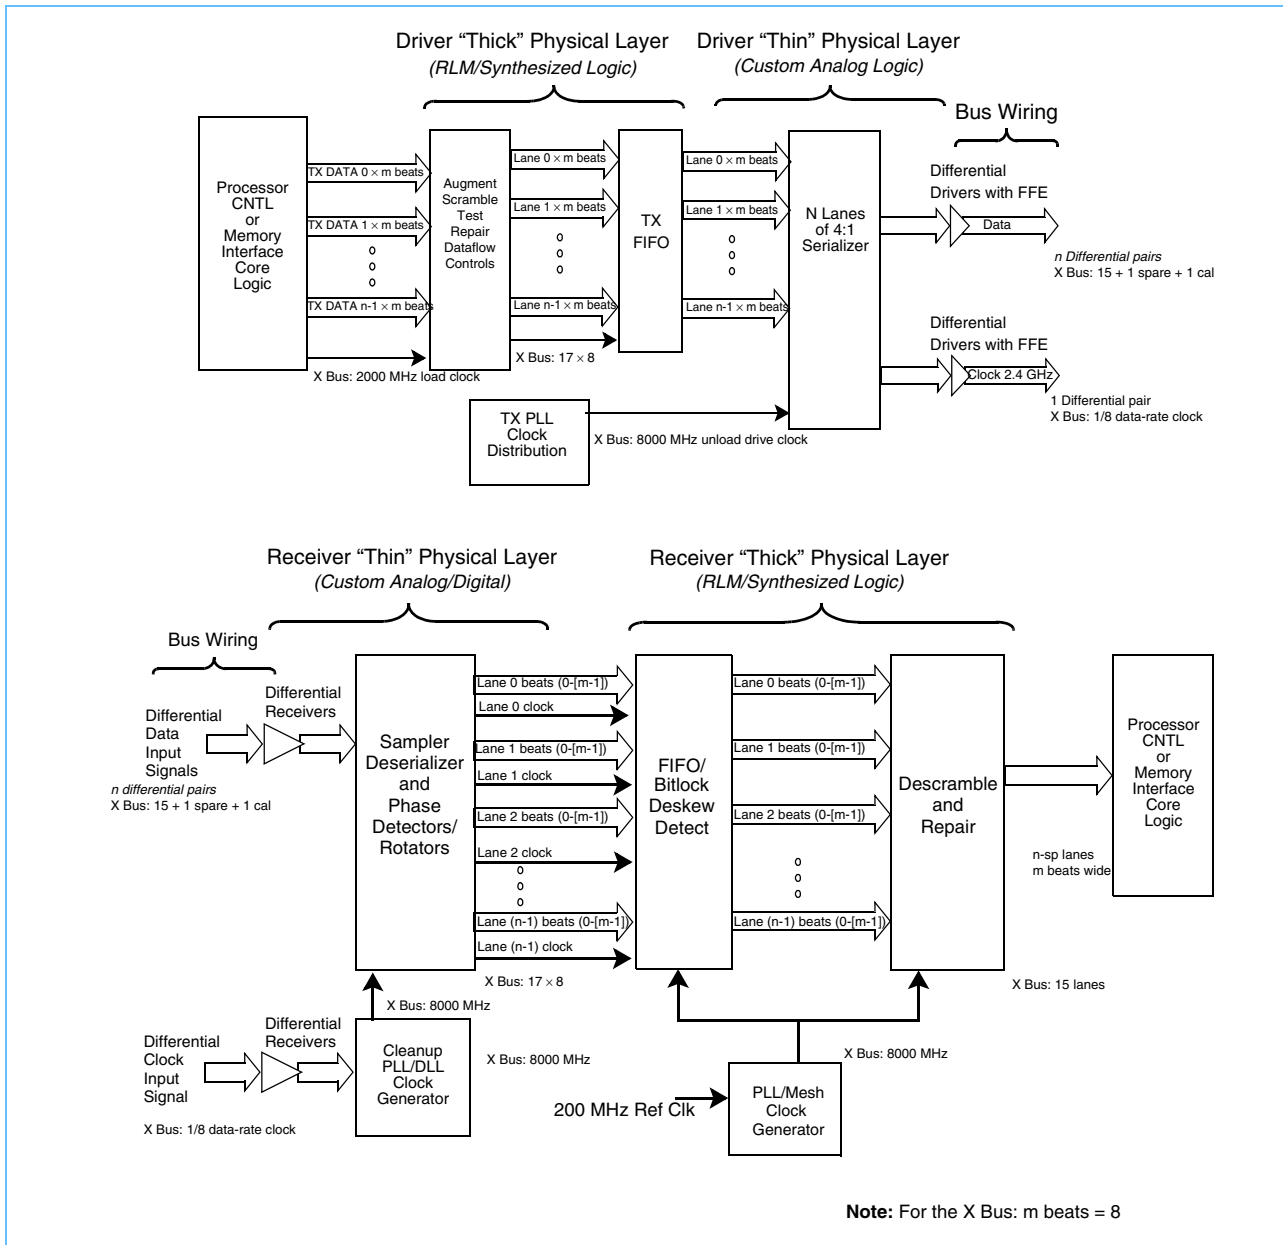 Driver “Thick” Physical Layer
(RLM/Synthesized Logic)
Driver “Thin” Physical Layer
(Custom Analog Logic)
Bus Wiring
Processor
CNTL
or
Memory
Interface
Core
Logic
TX DATA 0 × m beats
TX DATA 1 × m beats
TX DATA n-1 × m beats
X Bus: 2000 MHz load clock
Augment
Scramble
Test
Repair
Dataflow
Controls
Lane 0 × m beats
Lane 1 × m beats
Lane n-1 × m beats
X Bus: 17 × 8
TX
FIFO
Lane 0 × m beats
Lane 1 × m beats
Lane n-1 × m beats
N Lanes
of 4:1
Serializer
Differential
Drivers with FFE
Data
n Differential pairs
X Bus: 15 + 1 spare + 1 cal
Differential
Drivers with FFE
Clock 2.4 GHz
1 Differential pair
X Bus: 1/8 data-rate clock
TX PLL
Clock
Distribution
X Bus: 8000 MHz unload drive clock
Receiver “Thin” Physical Layer
(Custom Analog/Digital)
Receiver “Thick” Physical Layer
(RLM/Synthesized Logic)
Bus Wiring
Differential
Data
Input
Signals
n differential pairs
X Bus: 15 + 1 spare + 1 cal
Differential
Receivers
Sampler
Deserializer
and
Phase
Detectors/
Rotators
Lane 0 beats (0-[m-1])
Lane 0 clock
Lane 1 beats (0-[m-1])
Lane 1 clock
Lane 2 beats (0-[m-1])
Lane 2 clock
Lane (n-1) beats (0-[m-1])
Lane (n-1) clock
X Bus: 17 × 8
FIFO/
Bitlock
Deskew
Detect
Lane 0 beats (0-[m-1])
Lane 1 beats (0-[m-1])
Lane 2 beats (0-[m-1])
Lane (n-1) beats (0-[m-1])
Descramble
and
Repair
n-sp lanes
m beats wide
X Bus: 15 lanes
Processor
CNTL
or
Memory
Interface
Core
Logic
X Bus: 8000 MHz
Differential
Clock
Input
Signal
X Bus: 1/8 data-rate clock
Differential
Receivers
Cleanup
PLL/DLL
Clock
Generator
X Bus: 8000 MHz
200 MHz Ref Clk
PLL/Mesh
Clock
Generator
X Bus: 8000 MHz
Note: For the X Bus: m beats = 8